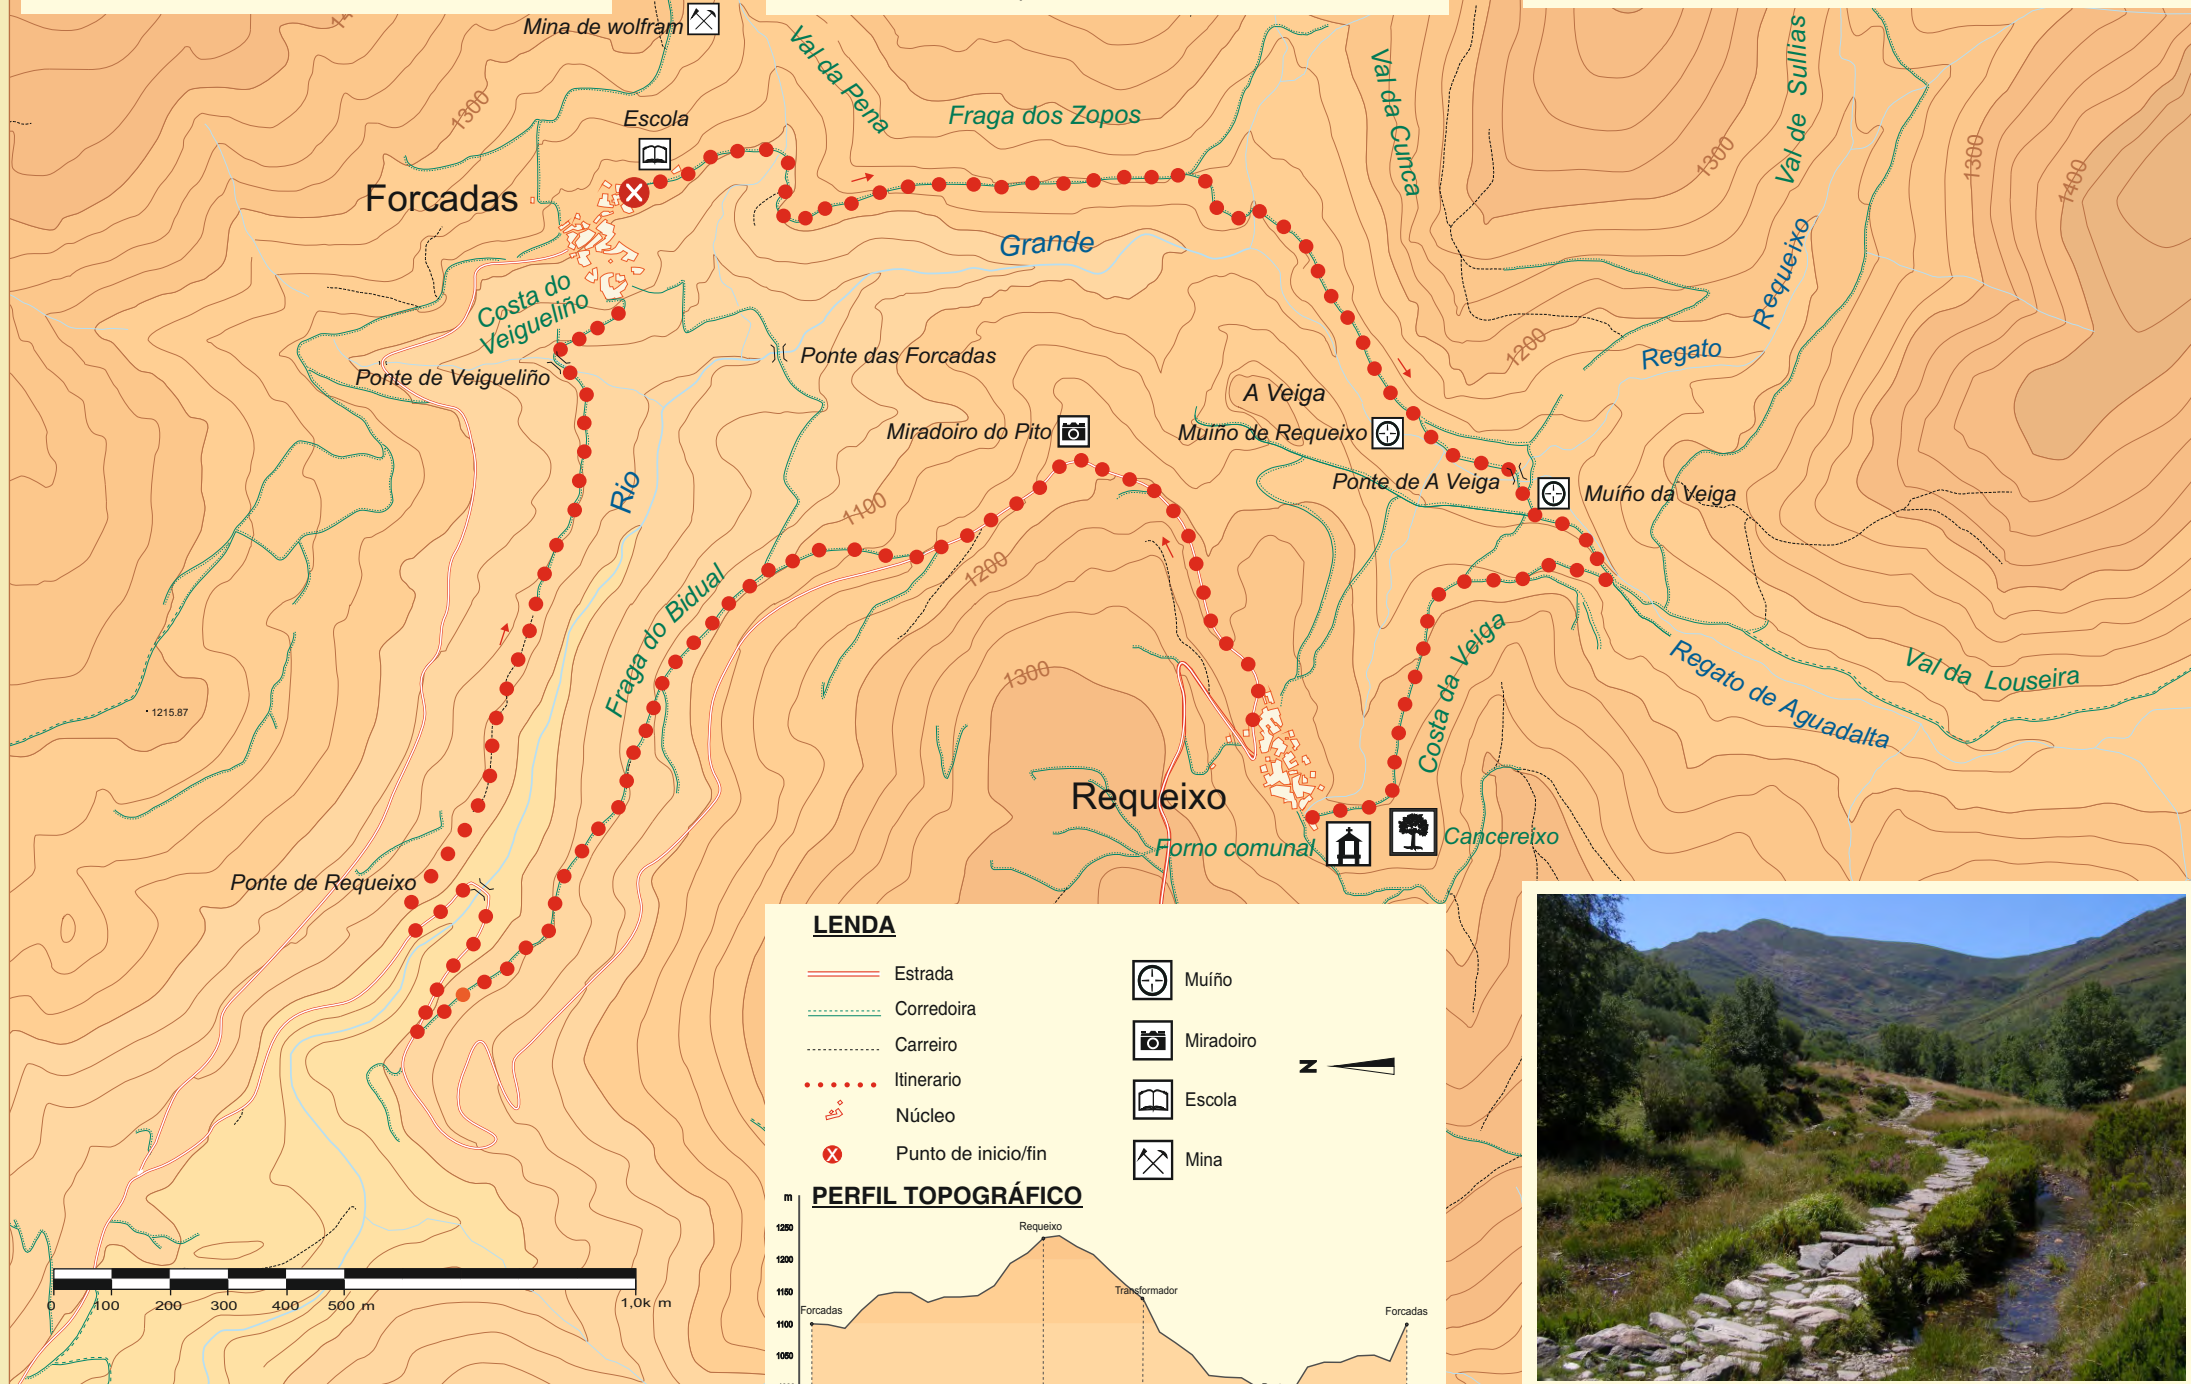 Mina de wolfram
Val da Pena
Val da Cunca
Val de Sullias
1300
Escola
Fraga dos Zopos
1300
1300
1400
Forcadas
Grande
Requeixo
Costa do
Veigueliño
Ponte de Veigueliño
Ponte das Forcadas
1200
Regato
A Veiga
Miradoiro do Pito
Muíño de Requeixo
Ponte de A Veiga
Muíño da Veiga
Rio
1100
1200
Fraga do Bidual
1300
Costa da Veiga
Regato de Aguadalta
Val da Louseira
1215.87
Requeixo
Forno comunal
Cancereixo
Ponte de Requeixo
LENDA
Estrada
Corredoira
Carreiro
Itinerario
Núcleo
Punto de inicio/fin
Muíño
Miradoiro
Escola
Mina
N
PERFIL TOPOGRÁFICO
m
1250
1200
1150
1100
1050
Forcadas
Requeixo
Transformador
Forcadas
0 100 200 300 400 500 m 1,0k m